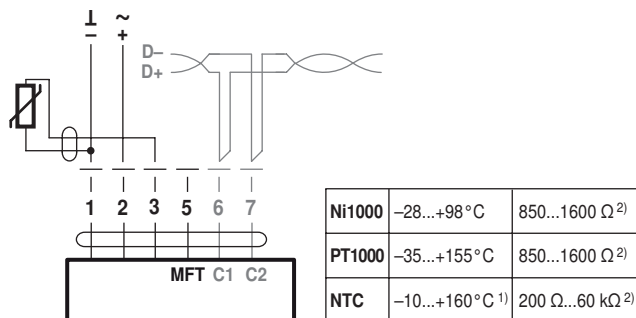 ⊥ ~
– +
D–
D+
1 2 3 5 6 7
MFT C1 C2
Ni1000 –28...+98°C 850...1600 Ω 2)
PT1000 –35...+155°C 850...1600 Ω 2)
NTC –10...+160°C 1) 200 Ω...60 kΩ 2)